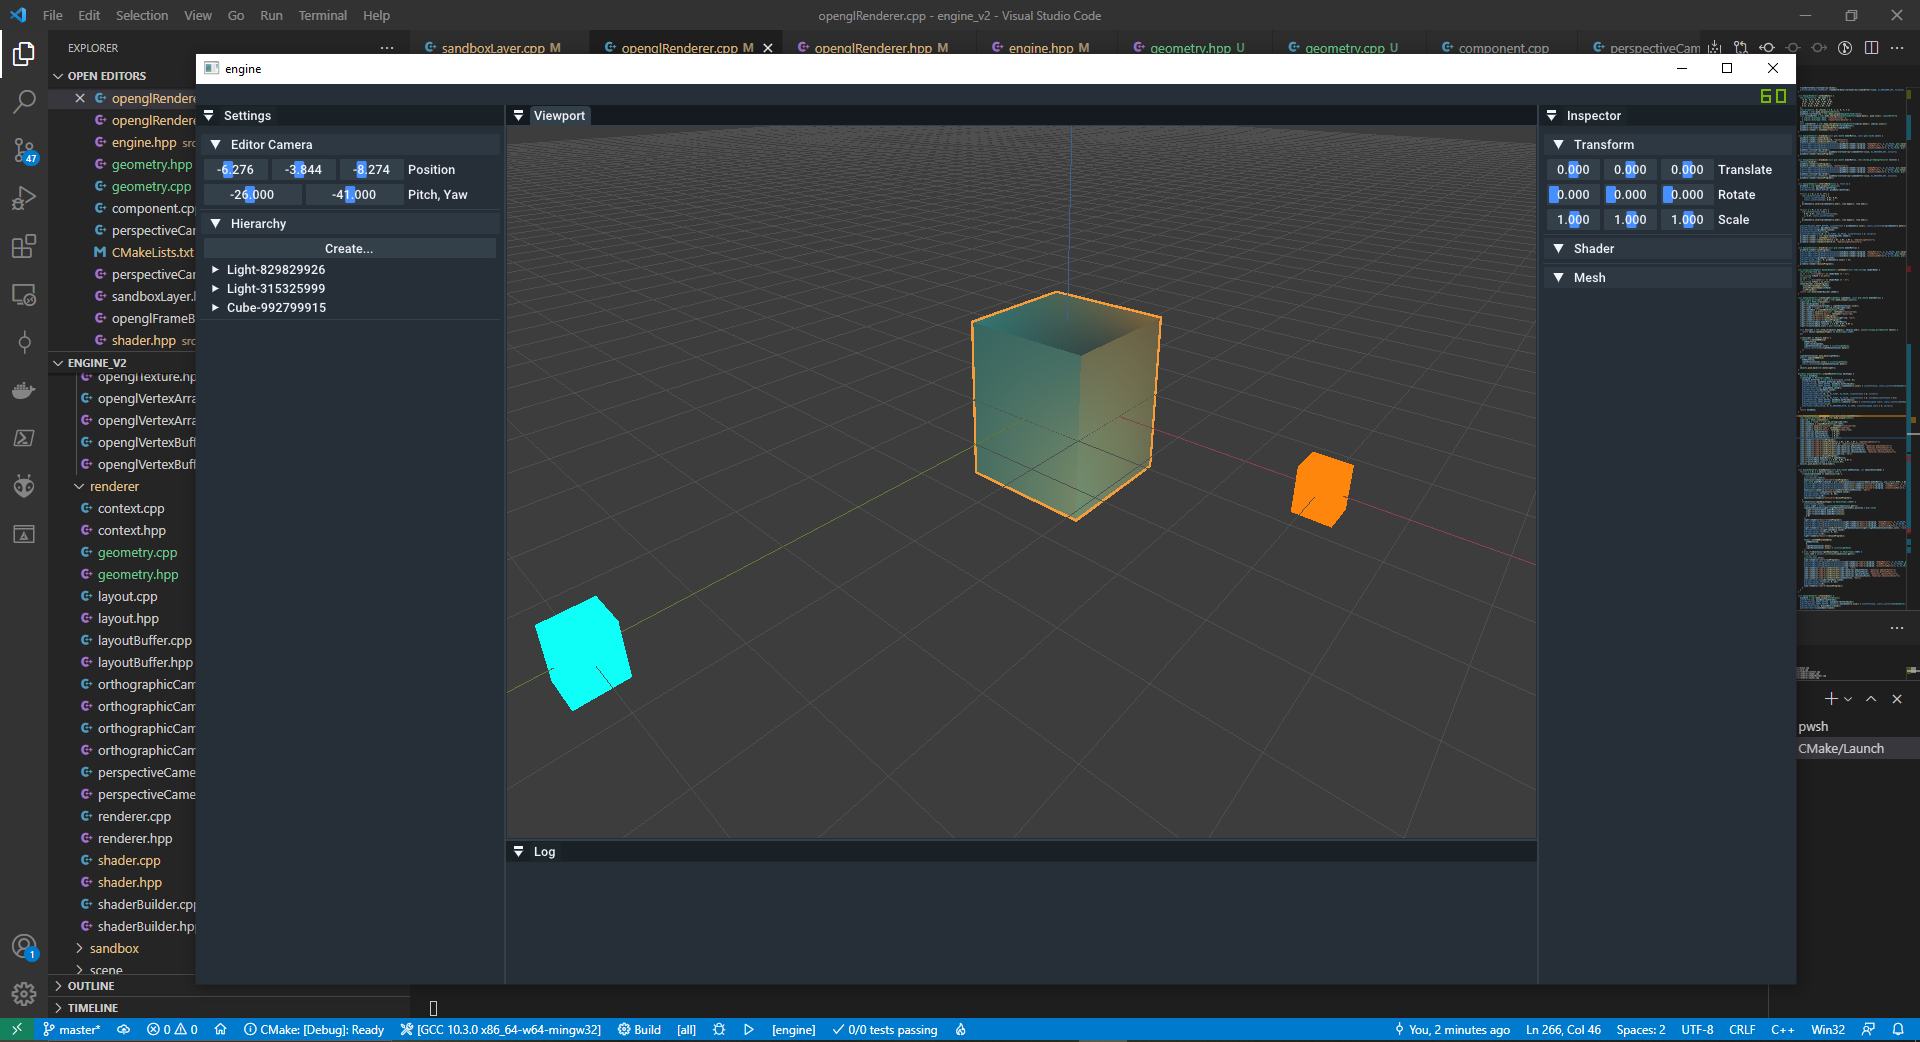 File Edit Selection View Go Run Terminal Help
openglRenderer.cpp - engine_v2 - Visual Studio Code
EXPLORER
sandboxLayer.cpp M
openglRenderer.cpp M
openglRenderer.hpp M
engine.hpp M
geometry.hpp U
geometry.cpp U
component.cpp
perspectiveCam
OPEN EDITORS
openglRendere
openglRendere
engine.hpp src
geometry.hpp
geometry.cpp
component.cp
perspectiveCar
CMakeLists.txt
perspectiveCar
sandboxLayer.
openglFrameB
shader.hpp src
47
ENGINE_V2
openglTexture.hp
openglVertexArra
openglVertexArra
openglVertexBuff
openglVertexBuff
renderer
context.cpp
context.hpp
geometry.cpp
geometry.hpp
layout.cpp
layout.hpp
layoutBuffer.cpp
layoutBuffer.hpp
orthographicCam
orthographicCam
orthographicCam
orthographicCam
perspectiveCame
perspectiveCame
renderer.cpp
renderer.hpp
shader.cpp
shader.hpp
shaderBuilder.cpp
shaderBuilder.hp
sandbox
scene
OUTLINE
TIMELINE
1
engine
60
Settings
Editor Camera
-6.276 -3.844 -8.274 Position
-26.000 -41.000 Pitch, Yaw
Hierarchy
Create...
Light-829829926
Light-315325999
Cube-992799915
Viewport
Log
Inspector
Transform
0.000 0.000 0.000 Translate
0.000 0.000 0.000 Rotate
1.000 1.000 1.000 Scale
Shader
Mesh
pwsh
CMake/Launch
master* 0 0 CMake: [Debug]: Ready [GCC 10.3.0 x86_64-w64-mingw32] Build [all] [engine] 0/0 tests passing
You, 2 minutes ago Ln 266, Col 46 Spaces: 2 UTF-8 CRLF C++ Win32